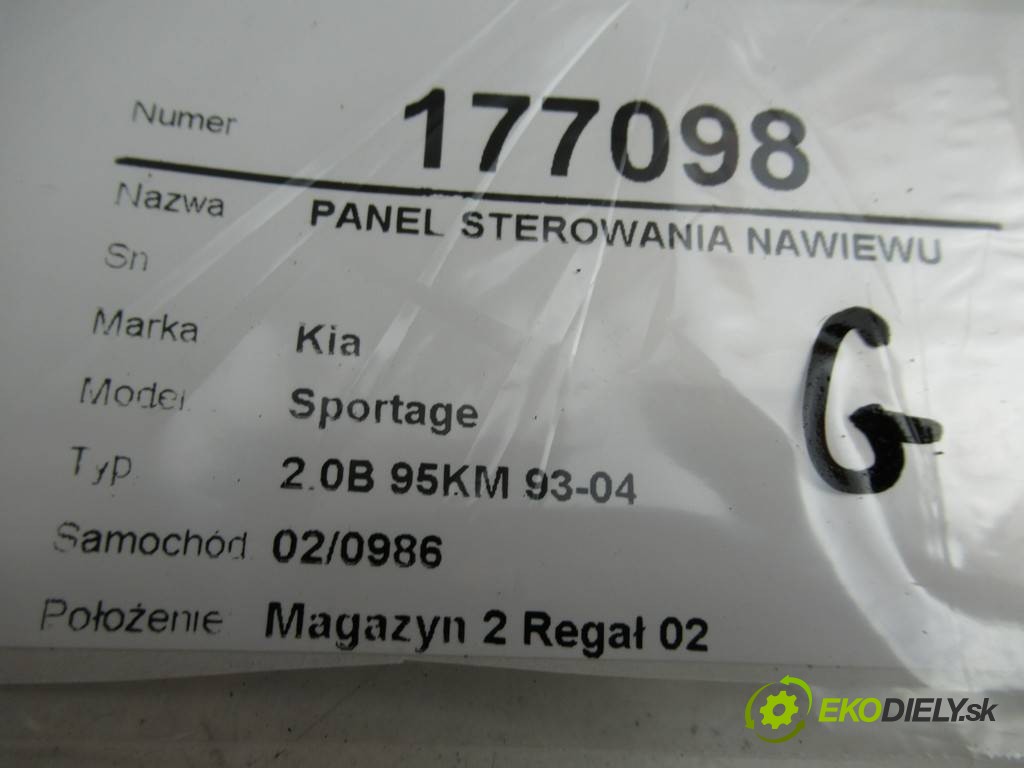 Numer 177098
Nazwa PANEL STEROWANIA NAWIEWU
Sn
Marka Kia
Model Sportage
G
Typ 2.0B 95KM 93-04
Samochód 02/0986
Położenie Magazyn 2 Regał 02
EKODIELY.sk